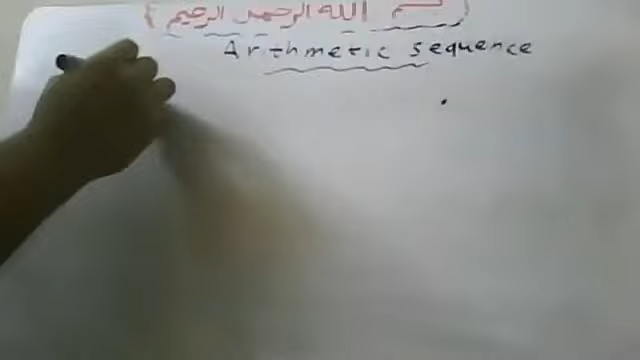 { بسم الله الرحمن الرحيم }
Arithmetic sequence